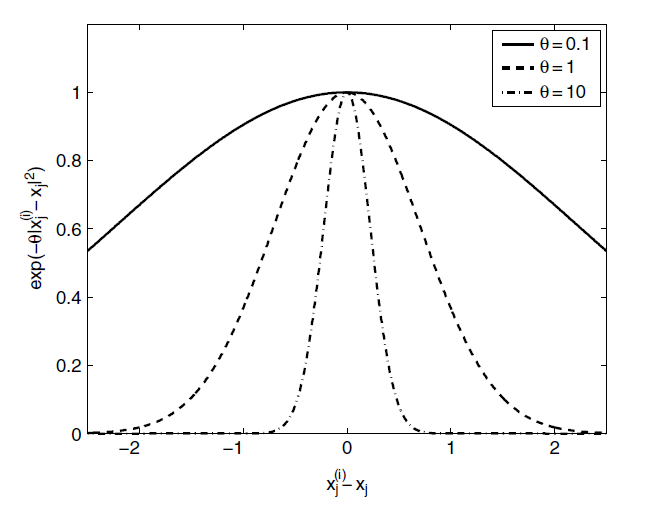 θ = 0.1
θ = 1
θ = 10
1
0.8
0.6
0.4
0.2
0
exp(−θ|x_j^(i) − x_j|^2)
−2
−1
0
1
2
x_j^(i) − x_j